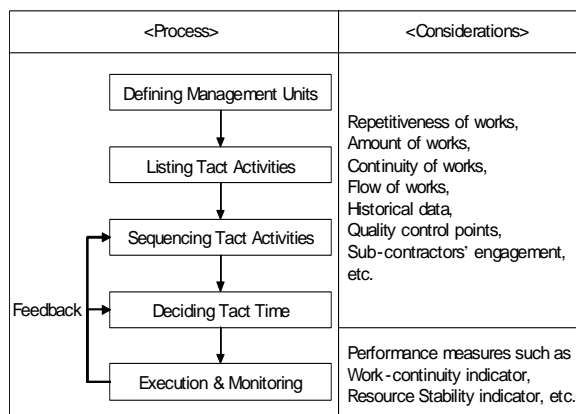 <Process>
<Considerations>
Defining Management Units
Listing Tact Activities
Sequencing Tact Activities
Deciding Tact Time
Execution & Monitoring
Feedback
Repetitiveness of works,
Amount of works,
Continuity of works,
Flow of works,
Historical data,
Quality control points,
Sub-contractors' engagement,
etc.
Performance measures such as
Work-continuity indicator,
Resource Stability indicator, etc.